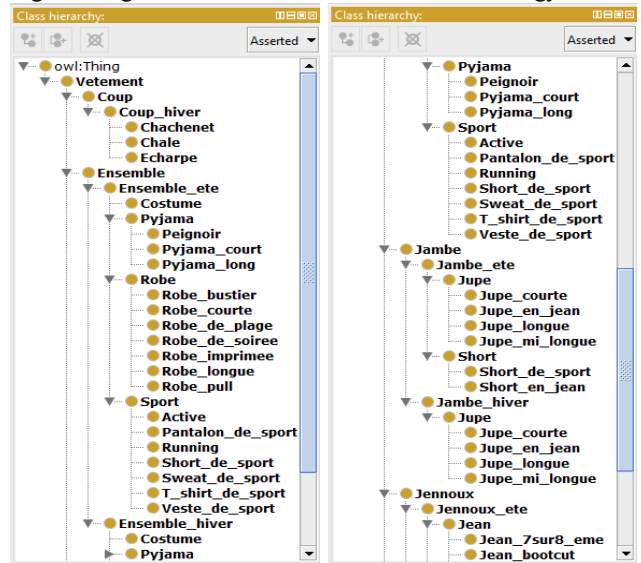 Class hierarchy:
Asserted
owl:Thing
Vetement
Coup
Coup_hiver
Chachenet
Chale
Echarpe
Ensemble
Ensemble_ete
Costume
Pyjama
Peignoir
Pyjama_court
Pyjama_long
Robe
Robe_bustier
Robe_courte
Robe_de_plage
Robe_de_soiree
Robe_imprimee
Robe_longue
Robe_pull
Sport
Active
Pantalon_de_sport
Running
Short_de_sport
Sweat_de_sport
T_shirt_de_sport
Veste_de_sport
Ensemble_hiver
Costume
Pyjama
Class hierarchy:
Asserted
Pyjama
Peignoir
Pyjama_court
Pyjama_long
Sport
Active
Pantalon_de_sport
Running
Short_de_sport
Sweat_de_sport
T_shirt_de_sport
Veste_de_sport
Jambe
Jambe_ete
Jupe
Jupe_courte
Jupe_en_jean
Jupe_longue
Jupe_mi_longue
Short
Short_de_sport
Short_en_jean
Jambe_hiver
Jupe
Jupe_courte
Jupe_en_jean
Jupe_longue
Jupe_mi_longue
Jennoux
Jennoux_ete
Jean
Jean_7sur8_eme
Jean_bootcut